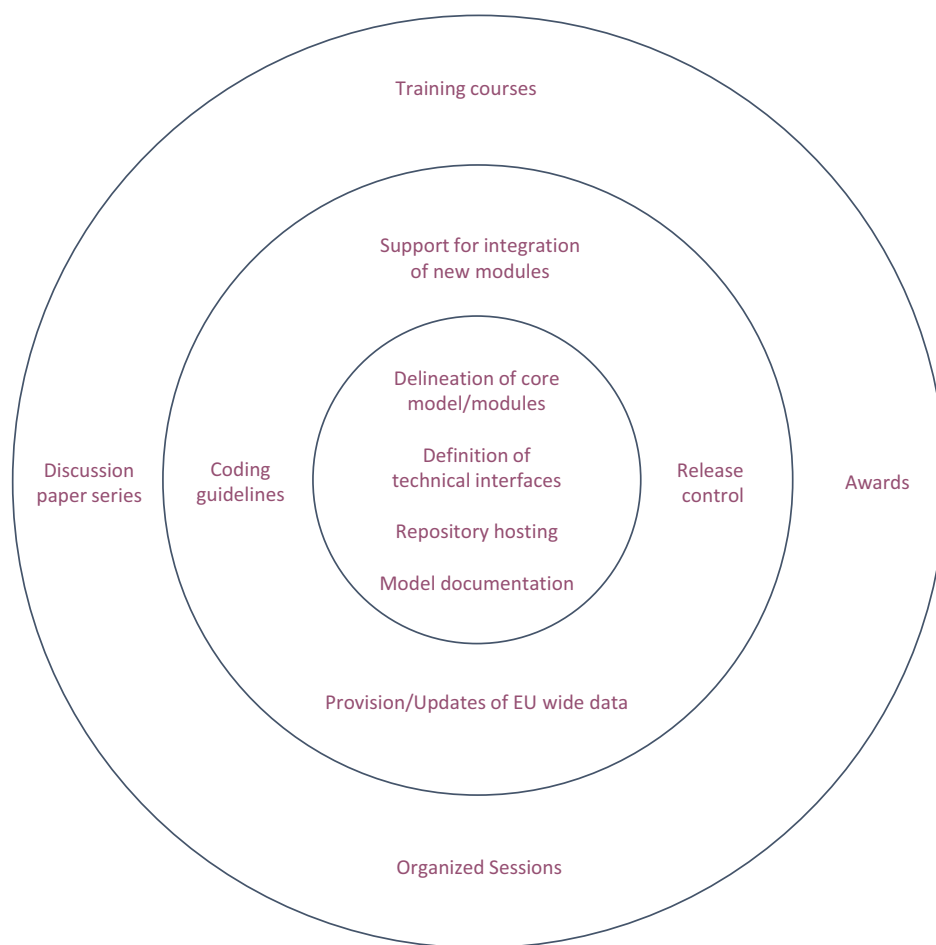 Training courses
Support for integration
of new modules
Delineation of core
model/modules
Definition of
technical interfaces
Repository hosting
Model documentation
Discussion
paper series
Coding
guidelines
Release
control
Awards
Provision/Updates of EU wide data
Organized Sessions